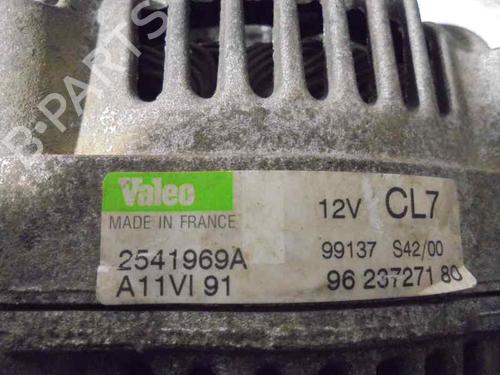 B-PARTS
Valeo
MADE IN FRANCE
12V CL7
2541969A
99137 S42/00
A11VI 91
96 237271 80